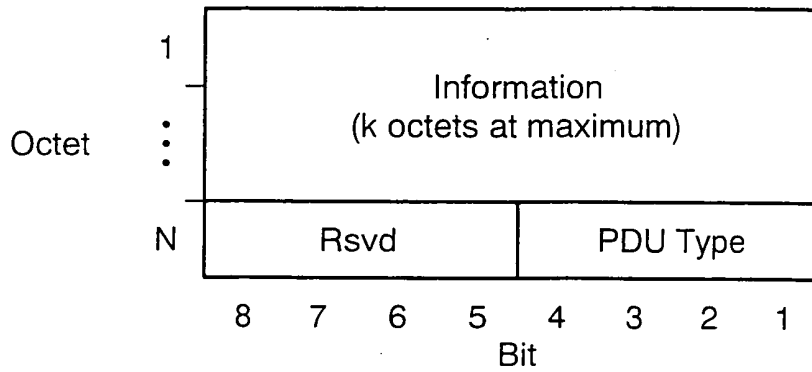 1
Information
(k octets at maximum)
Octet
N
Rsvd
PDU Type
8 7 6 5 4 3 2 1
Bit